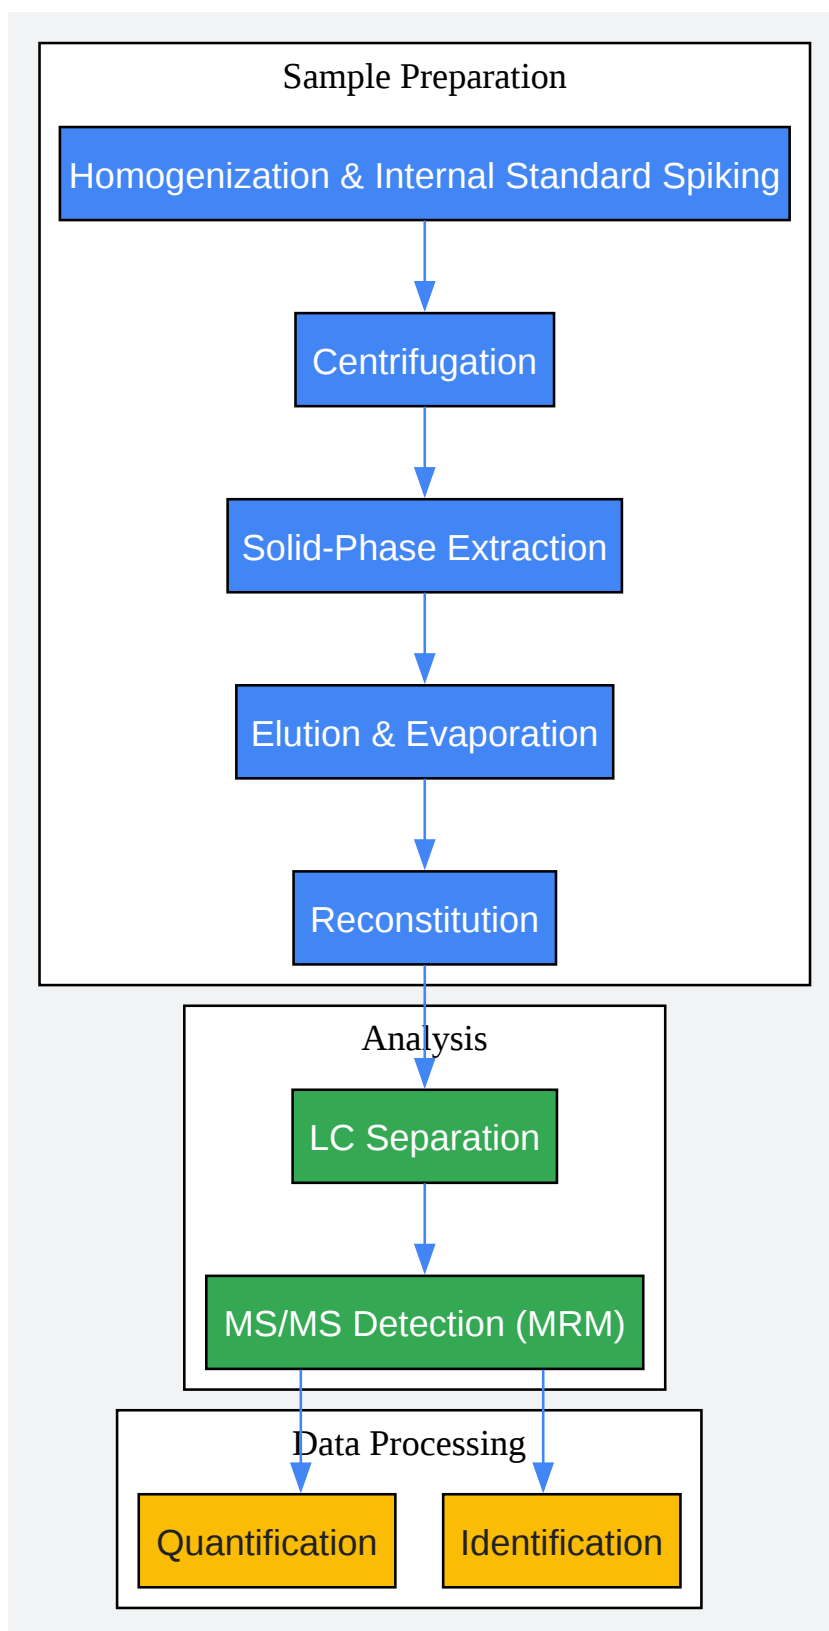 Sample Preparation
Homogenization & Internal Standard Spiking
Centrifugation
Solid-Phase Extraction
Elution & Evaporation
Reconstitution
Analysis
LC Separation
MS/MS Detection (MRM)
Data Processing
Quantification
Identification